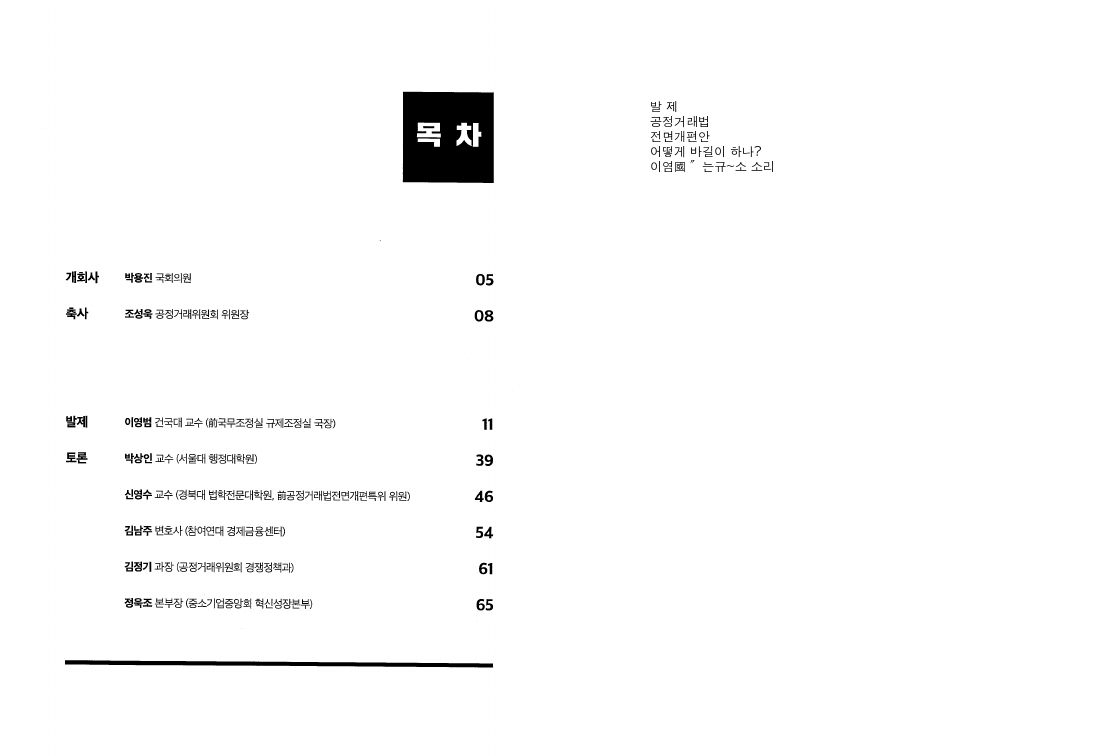 목 차
개회사 박용진 국회의원 05
축사 조성욱 공정거래위원회 위원장 08
발제 이영범 건국대 교수 (前국무조정실 규제조정실 국장) 11
토론 박상인 교수 (서울대 행정대학원) 39
신영수 교수 (경북대 법학전문대학원, 前공정거래법전면개편특위 위원) 46
김남주 변호사 (참여연대 경제금융센터) 54
김정기 과장 (공정거래위원회 경쟁정책과) 61
정욱조 본부장 (중소기업중앙회 혁신성장본부) 65
발 제
공정거래법
전면개편안
어떻게 바길이 하나?
이염國 ″ 는규~소 소리